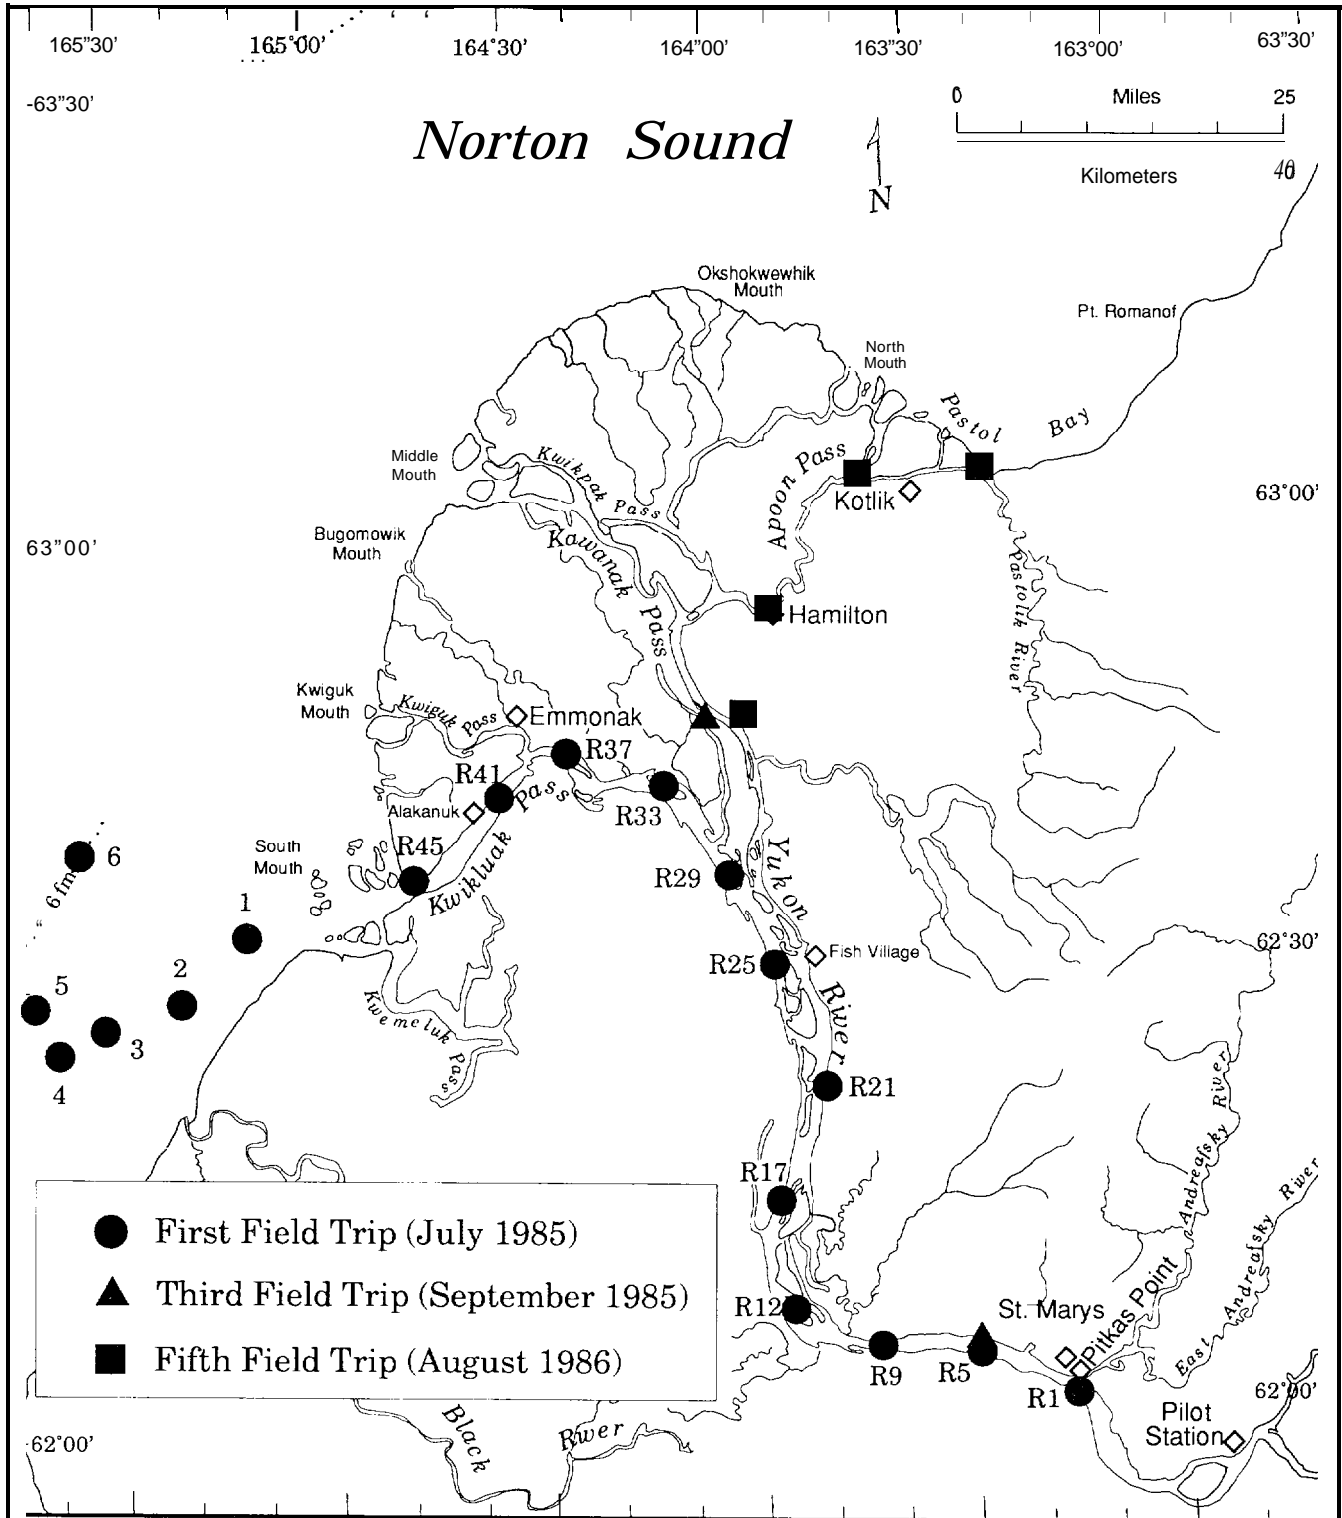 165"30' 165°00' 164°30' 164°00' 163°30' 163°00' 63"30'
-63"30'
0 Miles 25
Norton Sound
Kilometers 40
N
Okshokwewhik
Mouth
Pt. Romanof
North
Mouth
Pastol Bay
Middle
Mouth
Kwikpak Pass
Apoon Pass
Kotlik
63°00'
Bugomowik
Mouth
63"00'
Kawanak Pass
Pastolik River
Hamilton
Kwiguk
Mouth
Kwiguk Pass
Emmonak
R37
R41
Alakanuk
R33
South
Mouth
R45
Kwikluak Pass
R29
Yukon River
6
6fm
1
Fish Village
62°30'
R25
2
5
3
4
Kwemeluk Pass
R21
Andreafsky River
R17
East Andreafsky River
First Field Trip (July 1985)
Third Field Trip (September 1985)
Fifth Field Trip (August 1986)
R12
St. Marys
Pitkas Point
R9
R5
R1
62°00'
Pilot
Station
Black Rwer
62°00'